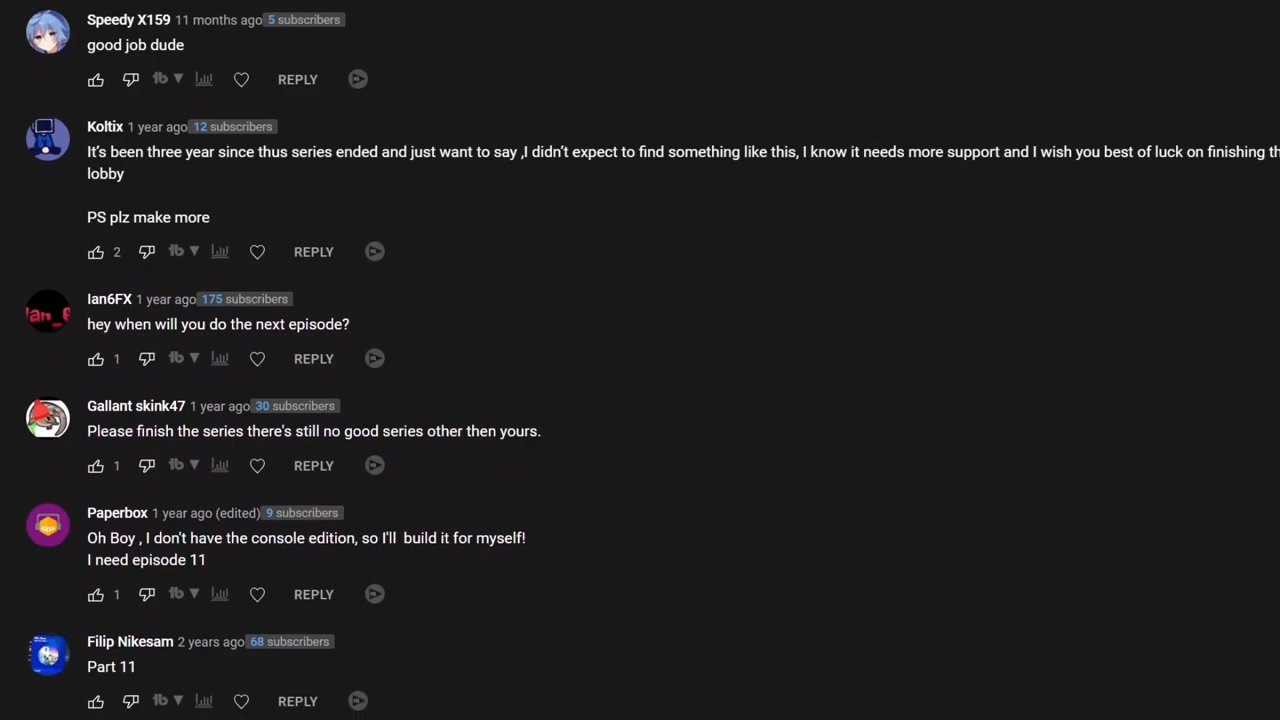 Speedy X159 11 months ago 5 subscribers
good job dude
REPLY
Koltix 1 year ago 12 subscribers
It's been three year since thus series ended and just want to say ,I didn't expect to find something like this, I know it needs more support and I wish you best of luck on finishing th
lobby
PS plz make more
2 tb REPLY
Ian6FX 1 year ago 175 subscribers
hey when will you do the next episode?
1 tb REPLY
Gallant skink47 1 year ago 30 subscribers
Please finish the series there's still no good series other then yours.
1 tb REPLY
Paperbox 1 year ago (edited) 9 subscribers
Oh Boy , I don't have the console edition, so I'll  build it for myself!
I need episode 11
1 tb REPLY
Filip Nikesam 2 years ago 68 subscribers
Part 11
tb REPLY